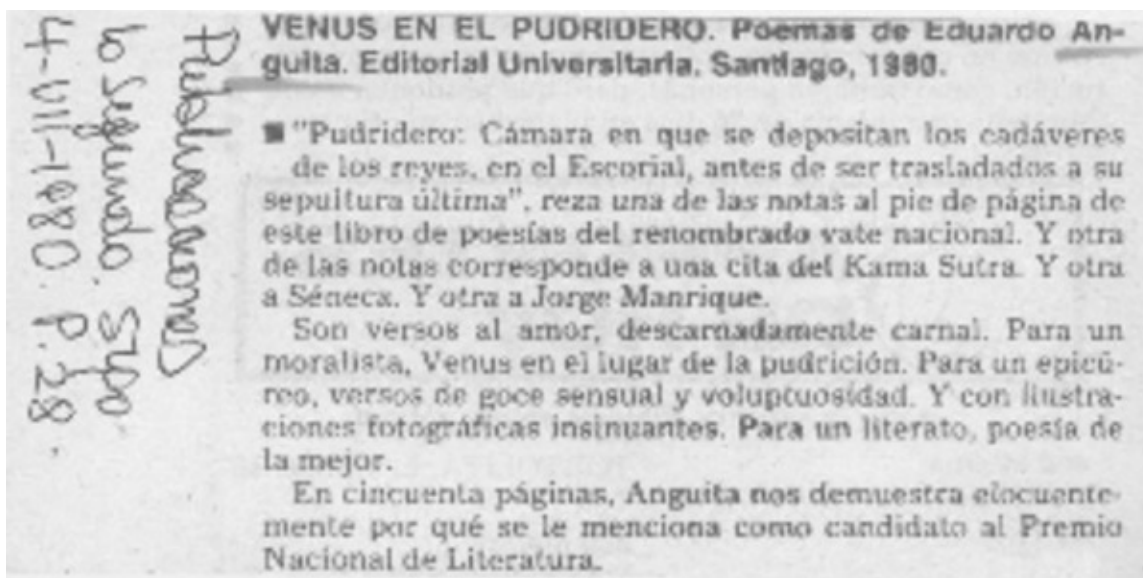 VENUS EN EL PUDRIDERO. Poemas de Eduardo An-
guita. Editorial Universitaria, Santiago, 1980.
■ "Pudridero: Cámara en que se depositan los cadáveres
de los reyes, en el Escorial, antes de ser trasladados a su
sepultura última", reza una de las notas al pie de página de
este libro de poesías del renombrado vate nacional. Y otra
de las notas corresponde a una cita del Kama Sutra. Y otra
a Séneca. Y otra a Jorge Manrique.
Son versos al amor, descarnadamente carnal. Para un
moralista, Venus en el lugar de la pudrición. Para un epicú-
reo, versos de goce sensual y voluptuosidad. Y con ilustra-
ciones fotográficas insinuantes. Para un literato, poesía de
la mejor.
En cincuenta páginas, Anguita nos demuestra elocuente-
mente por qué se le menciona como candidato al Premio
Nacional de Literatura.
la Segunda. Stgo.
4-VII-1980. P. 28.